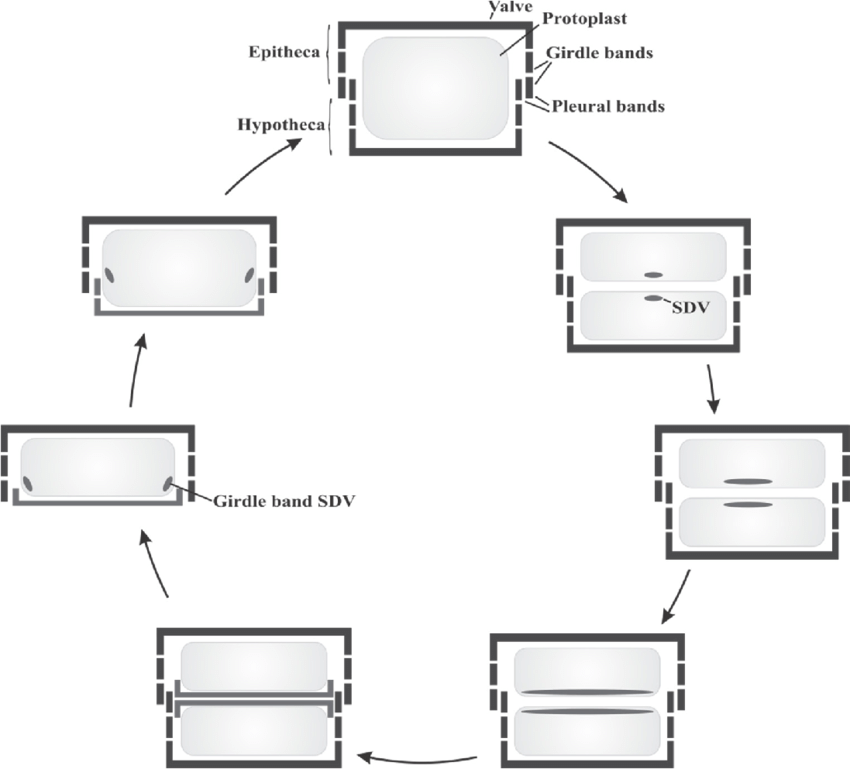 Valve
Protoplast
Epitheca
Girdle bands
Pleural bands
Hypotheca
SDV
Girdle band SDV